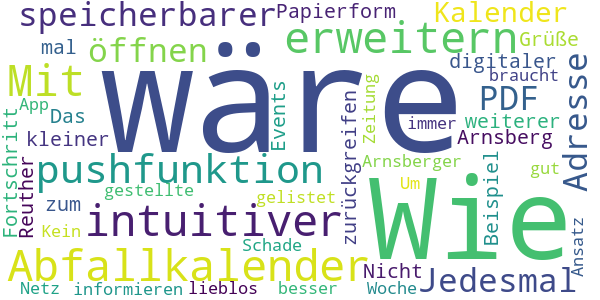 speicherbarer
Papierform
Kalender
mal
öffnen
wäre
erweitern
Grüße
digitaler
braucht
Mit
App
Das
Events
Zeitung
PDF
Adresse
kleiner
immer
weiterer
Arnsberg
Fortschritt
Reuther
pushfunktion
zurückgreifen
Arnsberger
Beispiel
gut
gestellte
gelistet
Um
Wie
zum
intuitiver
Ansatz
Kein
Schade
Abfallkalender
Nicht
Jedesmal
Netz
informieren
lieblos
besser
Woche